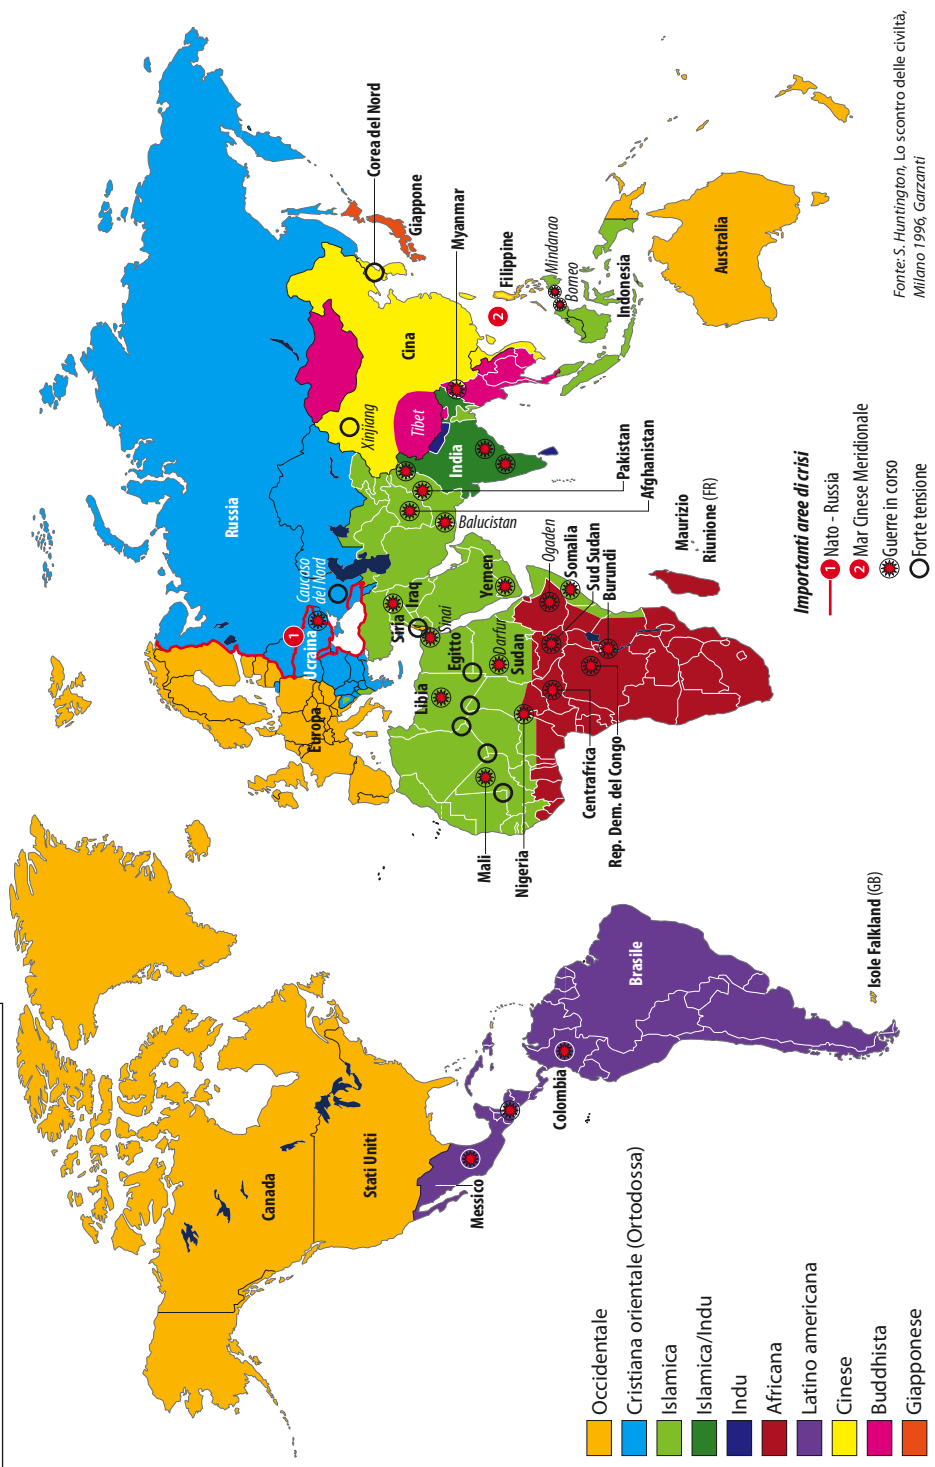 Canada
Stati Uniti
Messico
Colombia
Brasile
Isole Falkland (GB)
Russia
Caucaso
del Nord
1
Ucraina
Europa
Corea del Nord
Giappone
Cina
Xinjiang
Tibet
India
Myanmar
Filippine
2
Mindanao
Borneo
Indonesia
Australia
Pakistan
Afghanistan
Balucistan
Siria
Iraq
Sinai
Yemen
Libia
Egitto
Darfur
Sudan
Ogaden
Somalia
Sud Sudan
Burundi
Mali
Nigeria
Centrafrica
Rep. Dem. del Congo
Maurizio
Riunione (FR)
Occidentale
Cristiana orientale (Ortodossa)
Islamica
Islamica/Indu
Indu
Africana
Latino americana
Cinese
Buddhista
Giapponese
Importanti aree di crisi
1 Nato - Russia
2 Mar Cinese Meridionale
Guerre in corso
Forte tensione
Fonte: S. Huntington, Lo scontro delle civiltà,
Milano 1996, Garzanti